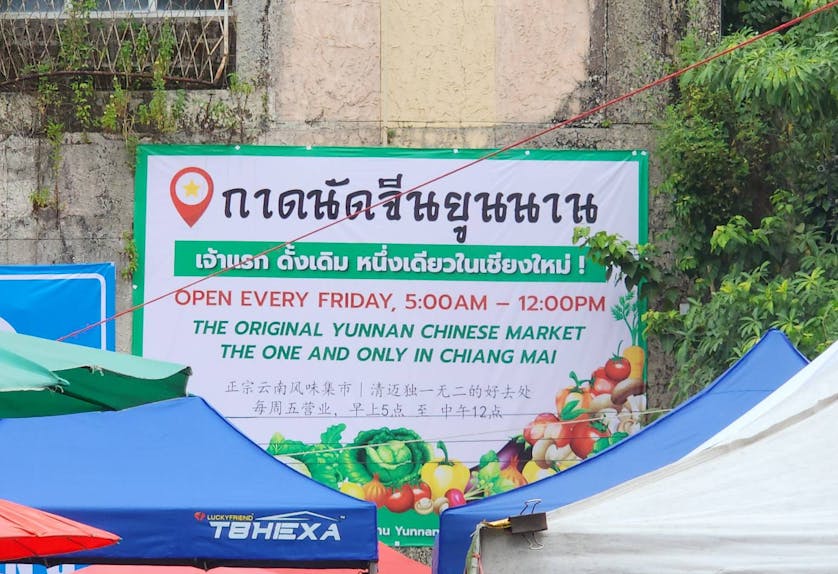 กาดนัดจีนยูนนาน
เจ้าแรก ดั้งเดิม หนึ่งเดียวในเชียงใหม่ !
OPEN EVERY FRIDAY, 5:00AM – 12:00PM
THE ORIGINAL YUNNAN CHINESE MARKET
THE ONE AND ONLY IN CHIANG MAI
正宗云南风味集市 | 清迈独一无二的好去处
每周五营业，早上5点 至 中午12点
Yunnan
LUCKYFRIEND
TBHEXA